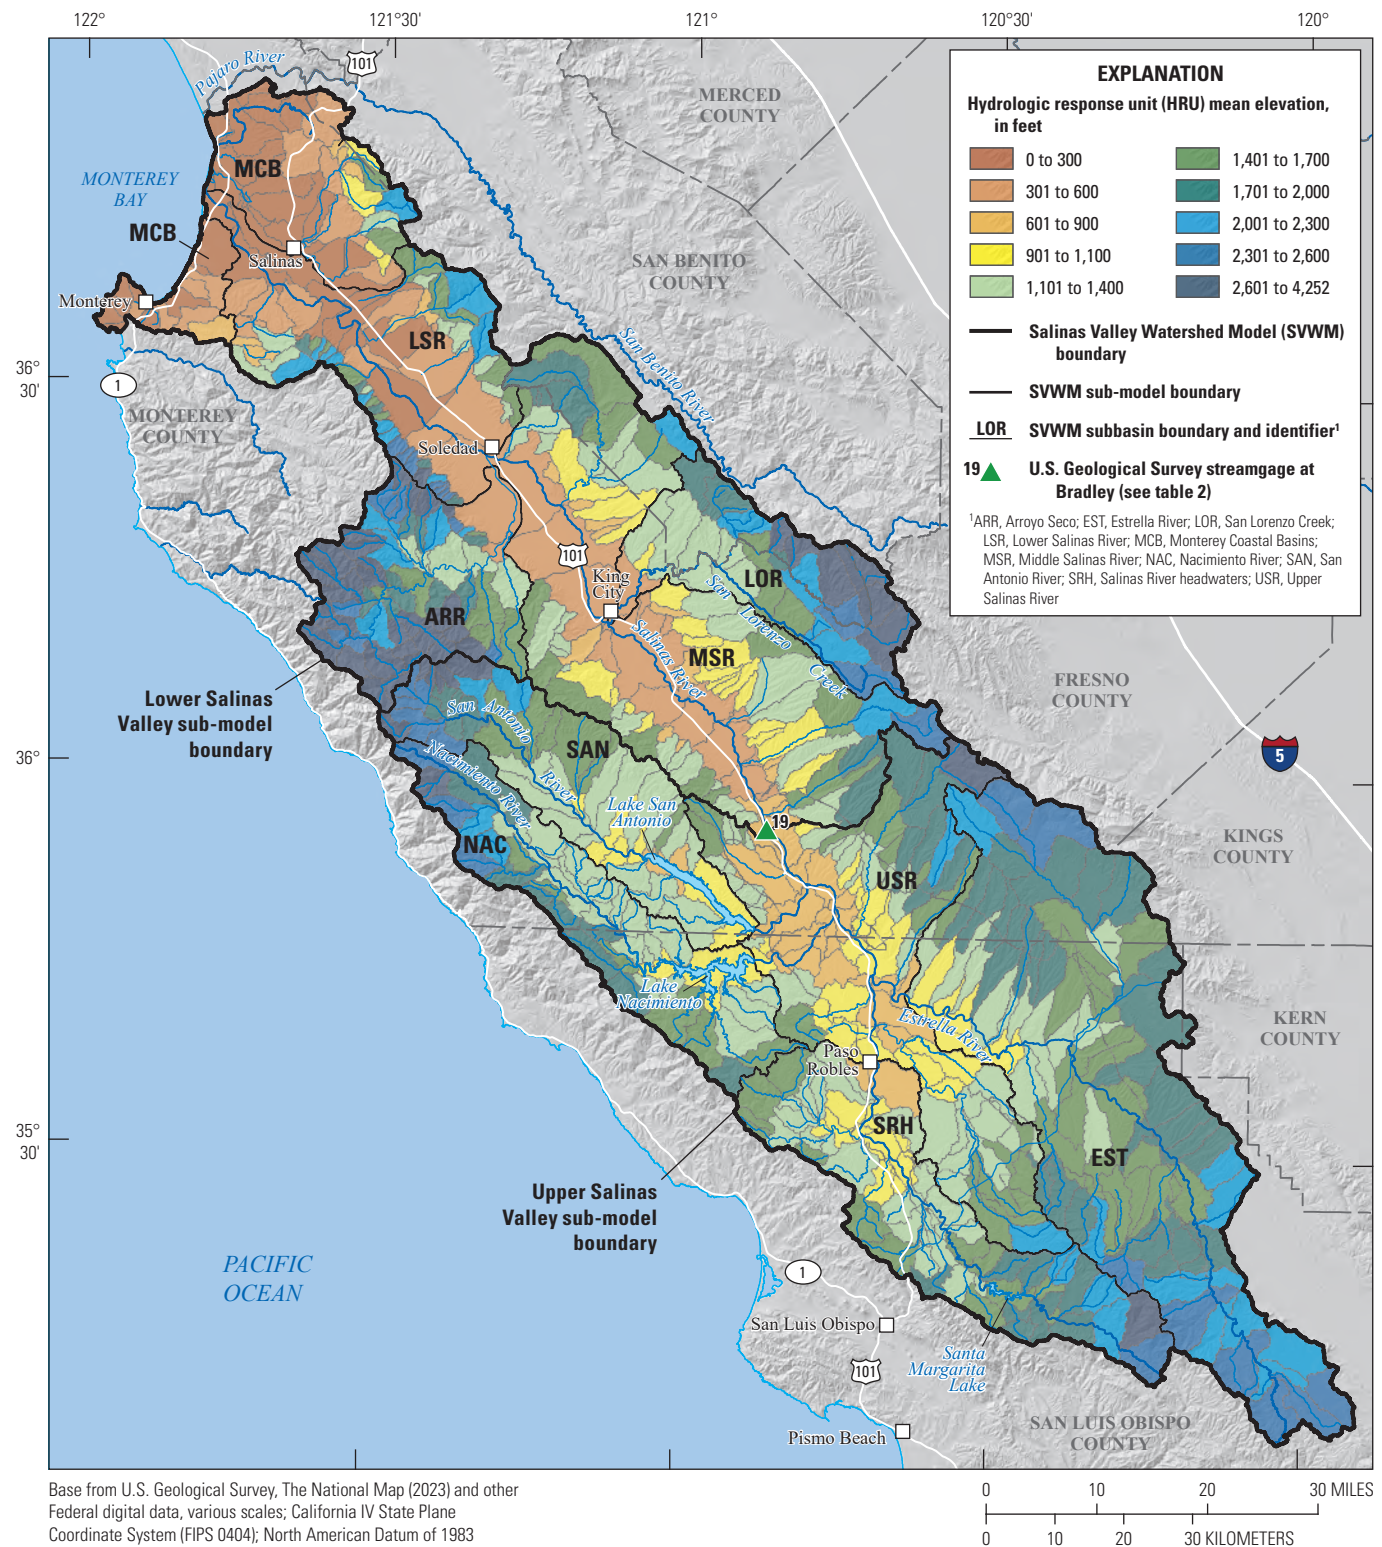 122°
121°30'
121°
120°30'
120°
Pajaro River
101
MERCED
COUNTY
MCB
MONTEREY
BAY
MCB
Salinas
SAN BENITO
COUNTY
Monterey
LSR
San Benito River
36°
30'
1
MONTEREY
COUNTY
Soledad
101
King
City
LOR
San Lorenzo Creek
ARR
Salinas River
MSR
FRESNO
COUNTY
Lower Salinas
Valley sub-model
boundary
San Antonio River
SAN
Nacimiento River
36°
5
Lake San
Antonio
19
KINGS
COUNTY
NAC
USR
Lake
Nacimiento
Estrella River
KERN
COUNTY
Paso
Robles
SRH
35°
30'
EST
Upper Salinas
Valley sub-model
boundary
PACIFIC
OCEAN
1
San Luis Obispo
Santa
Margarita
Lake
101
SAN LUIS OBISPO
COUNTY
Pismo Beach
EXPLANATION
Hydrologic response unit (HRU) mean elevation,
in feet
0 to 300
301 to 600
601 to 900
901 to 1,100
1,101 to 1,400
1,401 to 1,700
1,701 to 2,000
2,001 to 2,300
2,301 to 2,600
2,601 to 4,252
Salinas Valley Watershed Model (SVWM)
boundary
SVWM sub-model boundary
LOR SVWM subbasin boundary and identifier¹
19 U.S. Geological Survey streamgage at
Bradley (see table 2)
¹ARR, Arroyo Seco; EST, Estrella River; LOR, San Lorenzo Creek;
LSR, Lower Salinas River; MCB, Monterey Coastal Basins;
MSR, Middle Salinas River; NAC, Nacimiento River; SAN, San
Antonio River; SRH, Salinas River headwaters; USR, Upper
Salinas River
Base from U.S. Geological Survey, The National Map (2023) and other
Federal digital data, various scales; California IV State Plane
Coordinate System (FIPS 0404); North American Datum of 1983
0 10 20 30 MILES
0 10 20 30 KILOMETERS